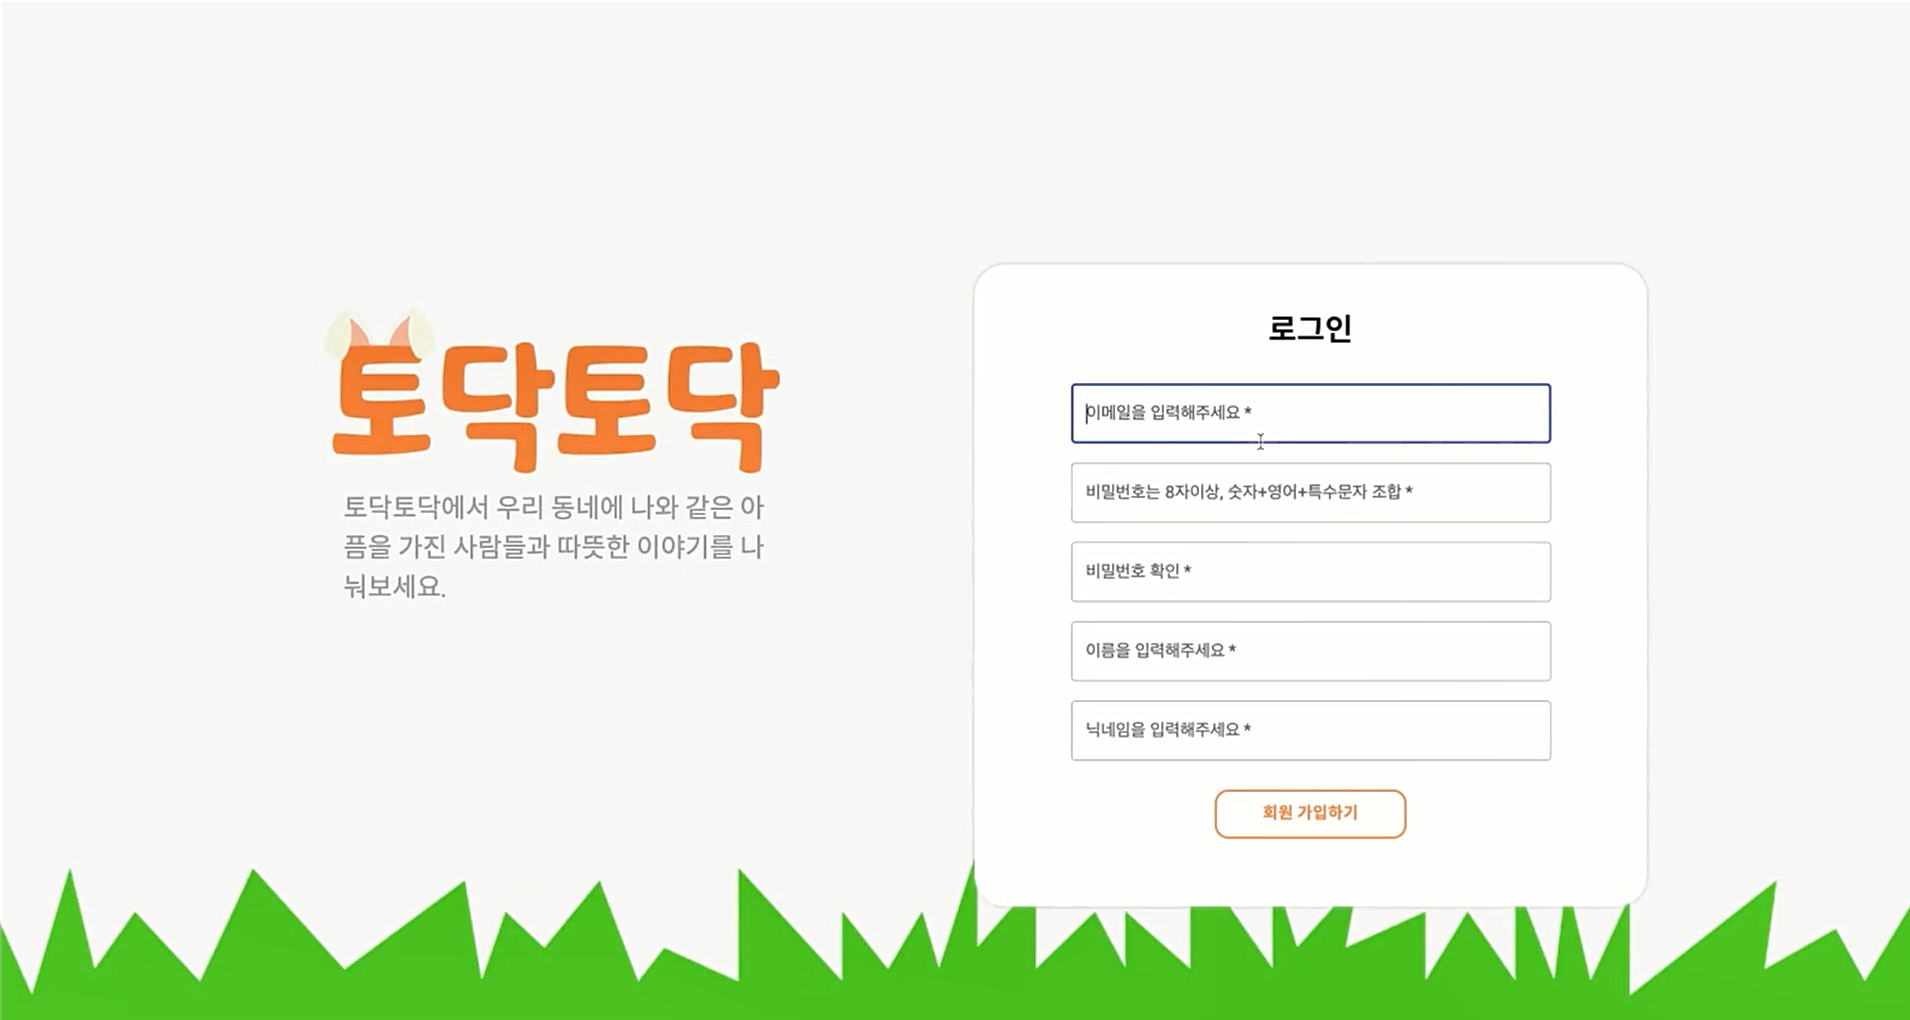 토닥토닥
토닥토닥에서 우리 동네에 나와 같은 아
픔을 가진 사람들과 따뜻한 이야기를 나
눠보세요.
로그인
이메일을 입력해주세요 *
비밀번호는 8자이상, 숫자+영어+특수문자 조합 *
비밀번호 확인 *
이름을 입력해주세요 *
닉네임을 입력해주세요 *
회원 가입하기